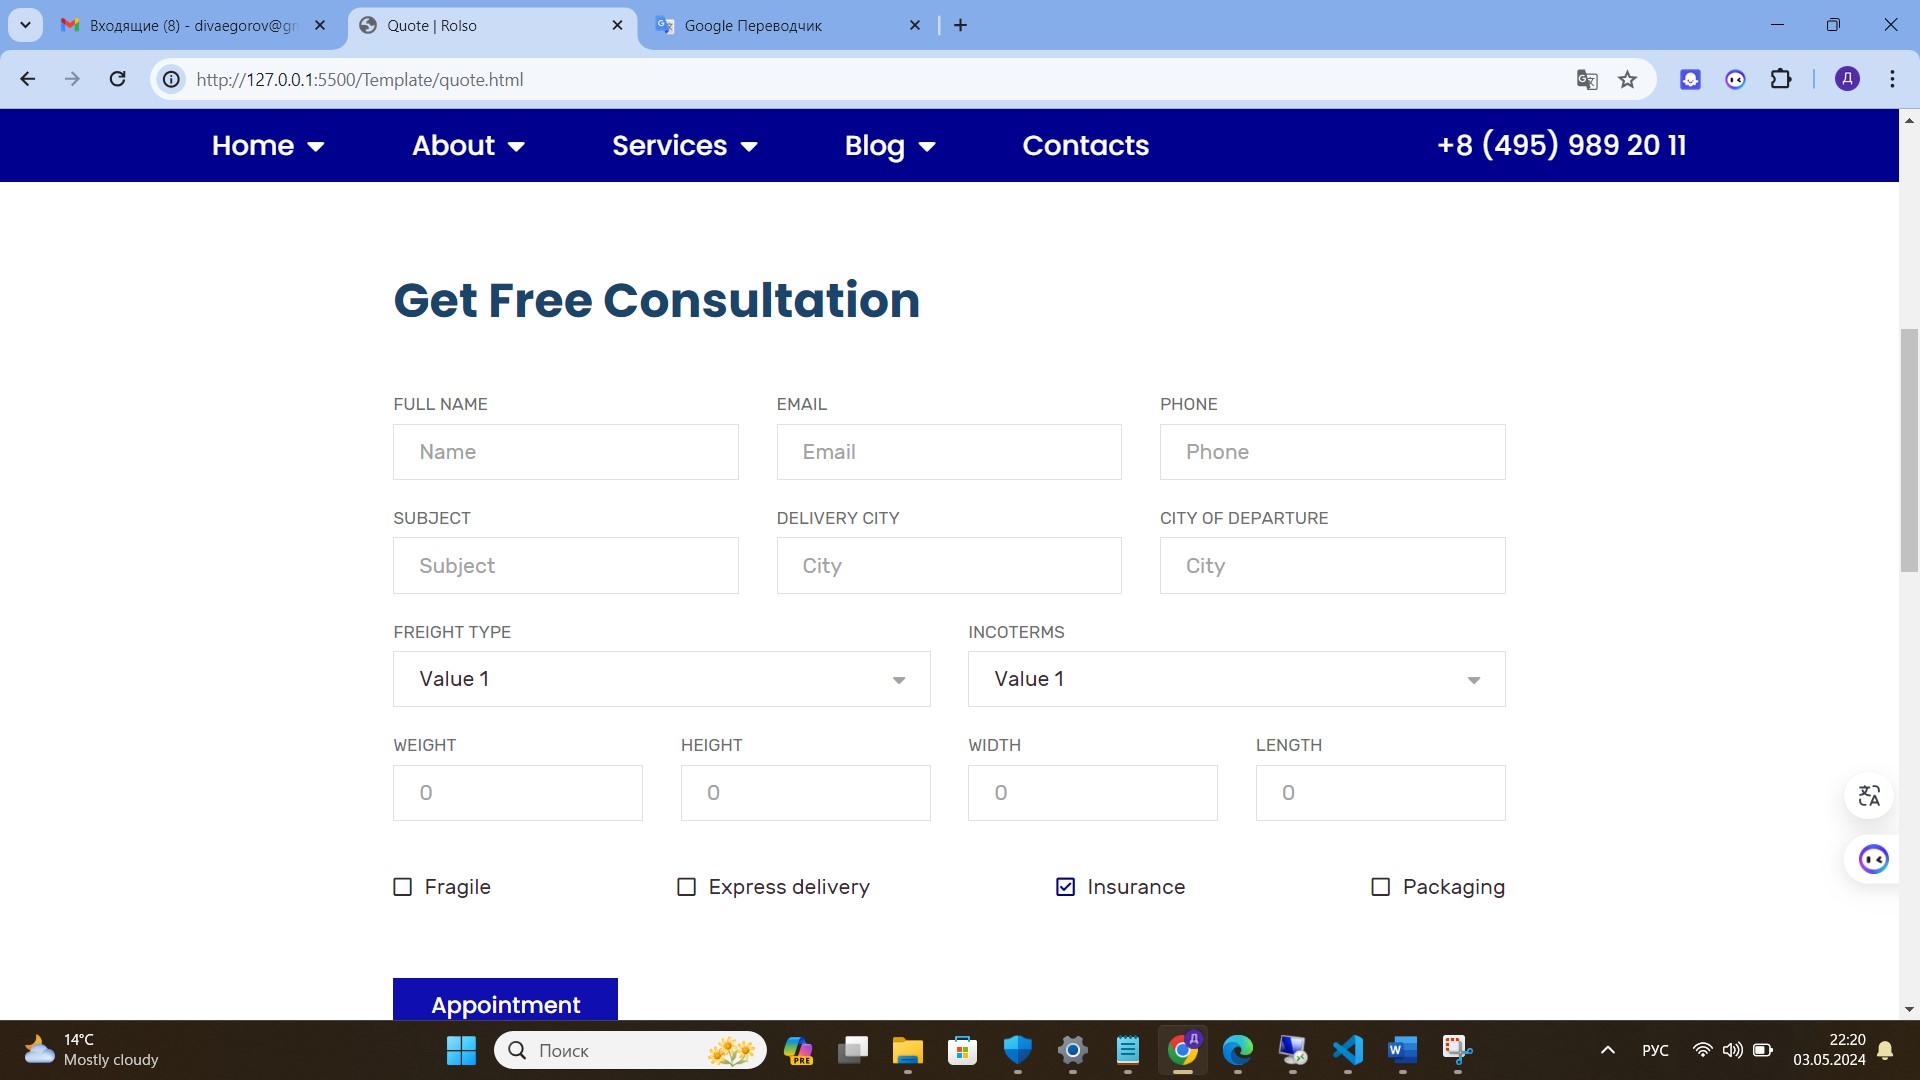 Входящие (8) - divaegorov@gm
Quote | Rolso
Google Переводчик
http://127.0.0.1:5500/Template/quote.html
Д
Home
About
Services
Blog
Contacts
+8 (495) 989 20 11
Get Free Consultation
FULL NAME
EMAIL
PHONE
Name
Email
Phone
SUBJECT
DELIVERY CITY
CITY OF DEPARTURE
Subject
City
City
FREIGHT TYPE
INCOTERMS
Value 1
Value 1
WEIGHT
HEIGHT
WIDTH
LENGTH
0
0
0
0
Fragile
Express delivery
Insurance
Packaging
Appointment
14°C
Mostly cloudy
Поиск
PRE
Д
РУС
22:20
03.05.2024